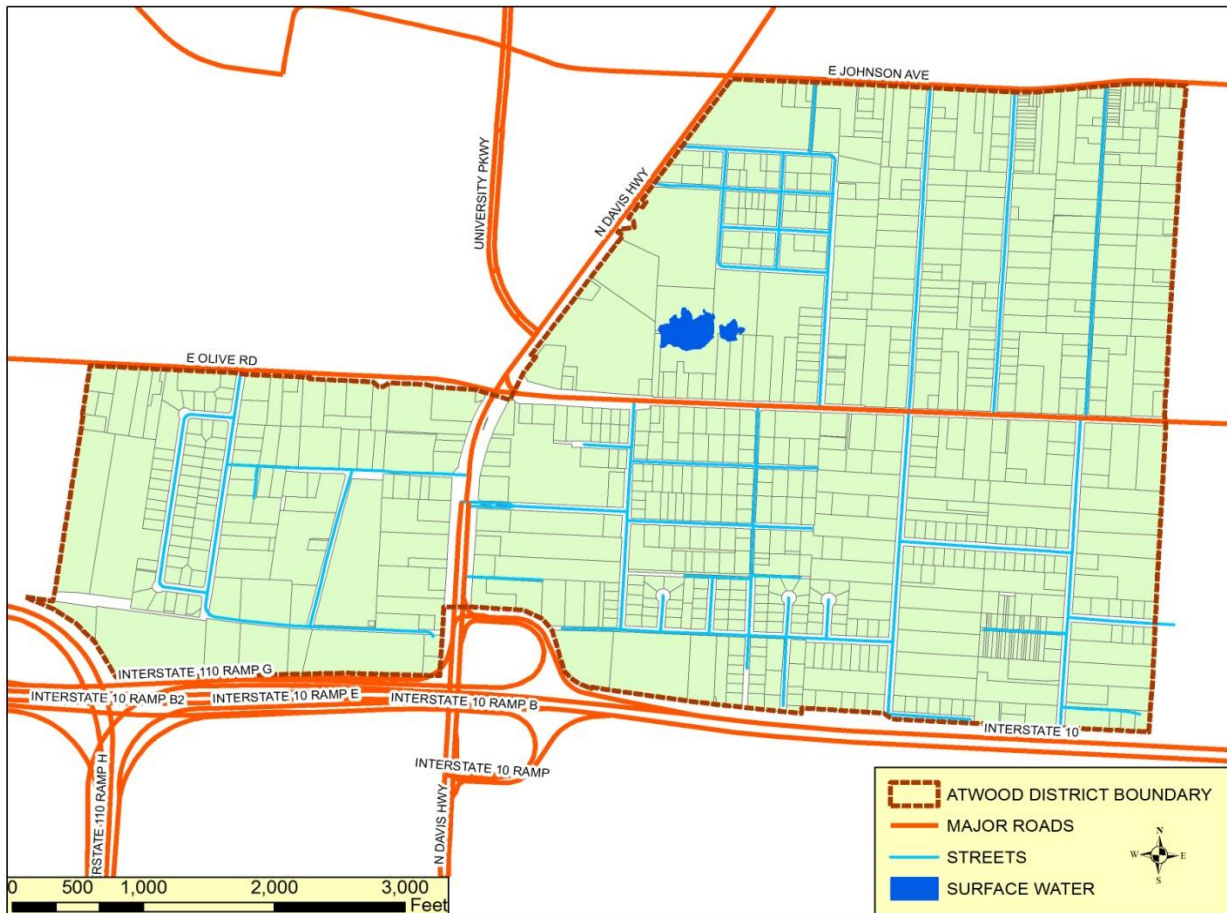 E JOHNSON AVE
UNIVERSITY PKWY
N DAVIS HWY
E OLIVE RD
INTERSTATE 110 RAMP G
INTERSTATE 10 RAMP B2
INTERSTATE 10 RAMP E
INTERSTATE 10 RAMP B
INTERSTATE 10
INTERSTATE 10 RAMP
RSTATE 110 RAMP H
N DAVIS HWY
ATWOOD DISTRICT BOUNDARY
MAJOR ROADS
STREETS
SURFACE WATER
N
W E
S
0 500 1,000 2,000 3,000
Feet